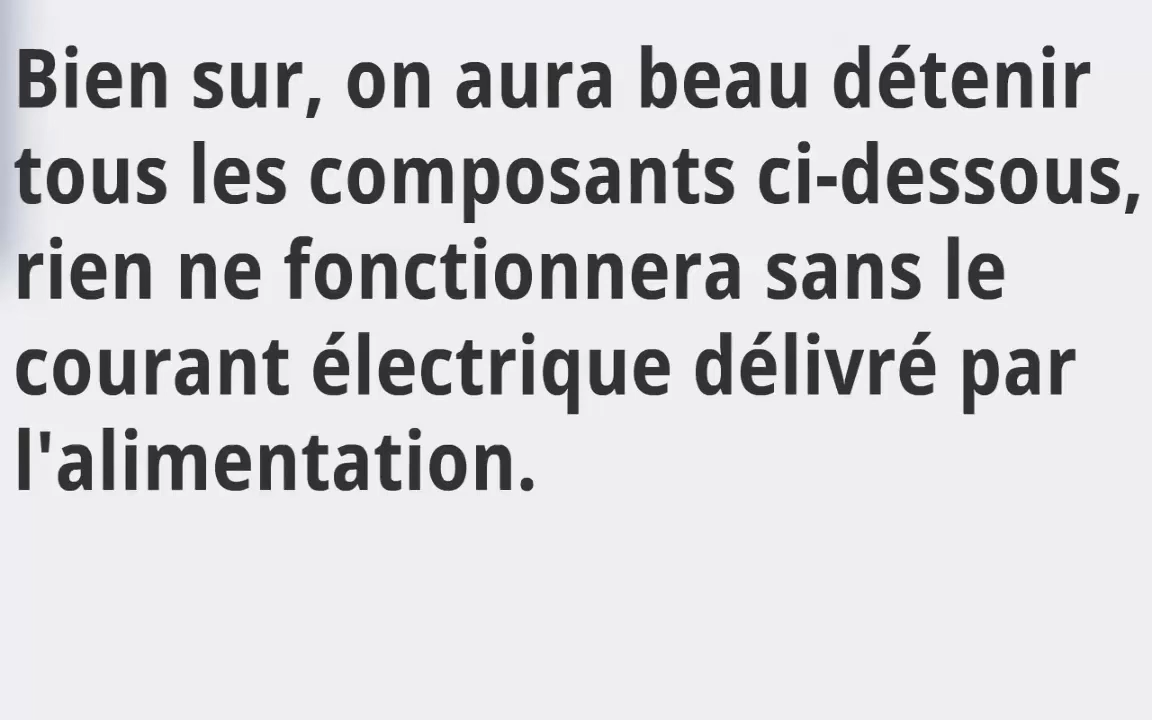 Bien sur, on aura beau détenir
tous les composants ci-dessous,
rien ne fonctionnera sans le
courant électrique délivré par
l'alimentation.